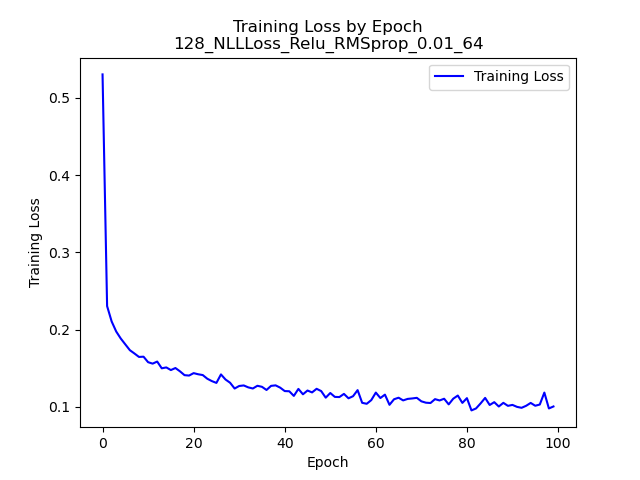 Training Loss by Epoch
128_NLLLoss_Relu_RMSprop_0.01_64
Training Loss
0.5
0.4
0.3
0.2
0.1
Training Loss
0 20 40 60 80 100
Epoch